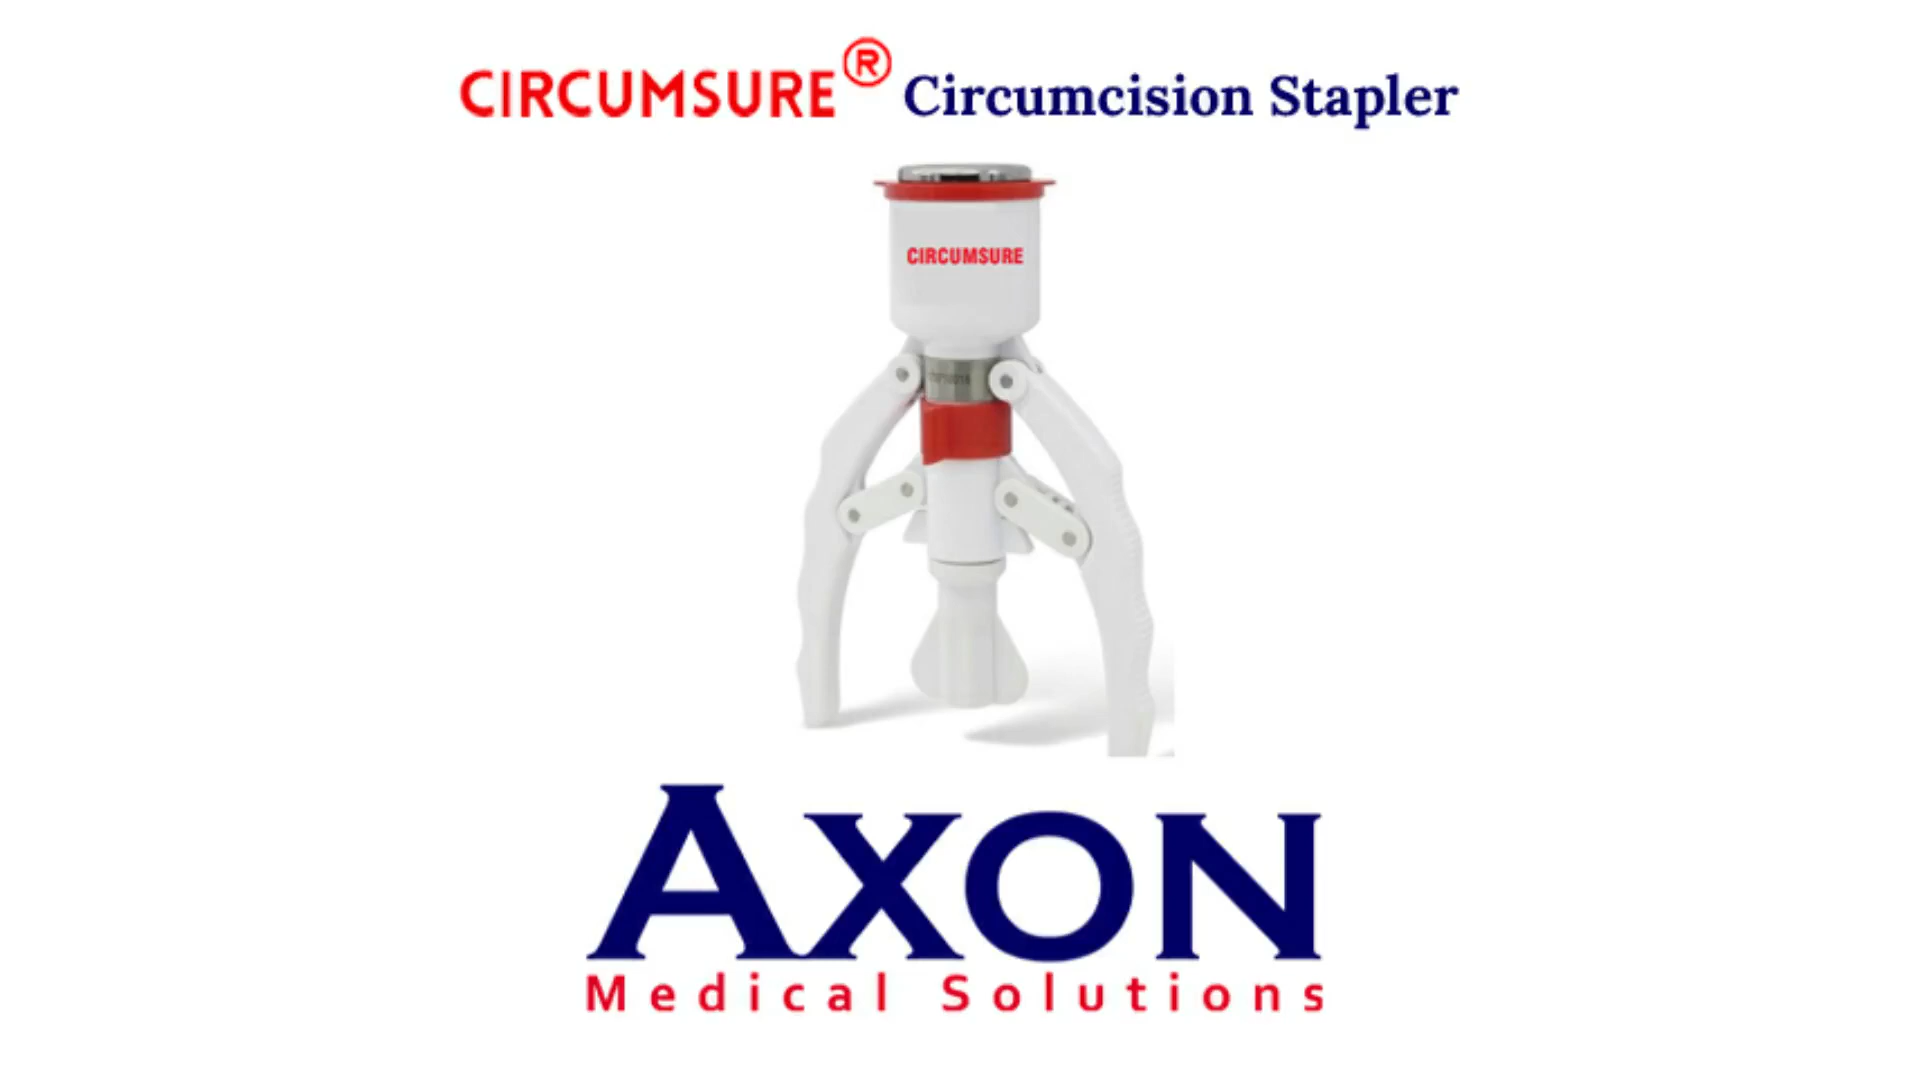 CIRCUMSURE® Circumcision Stapler
CIRCUMSURE
AXON
Medical Solutions